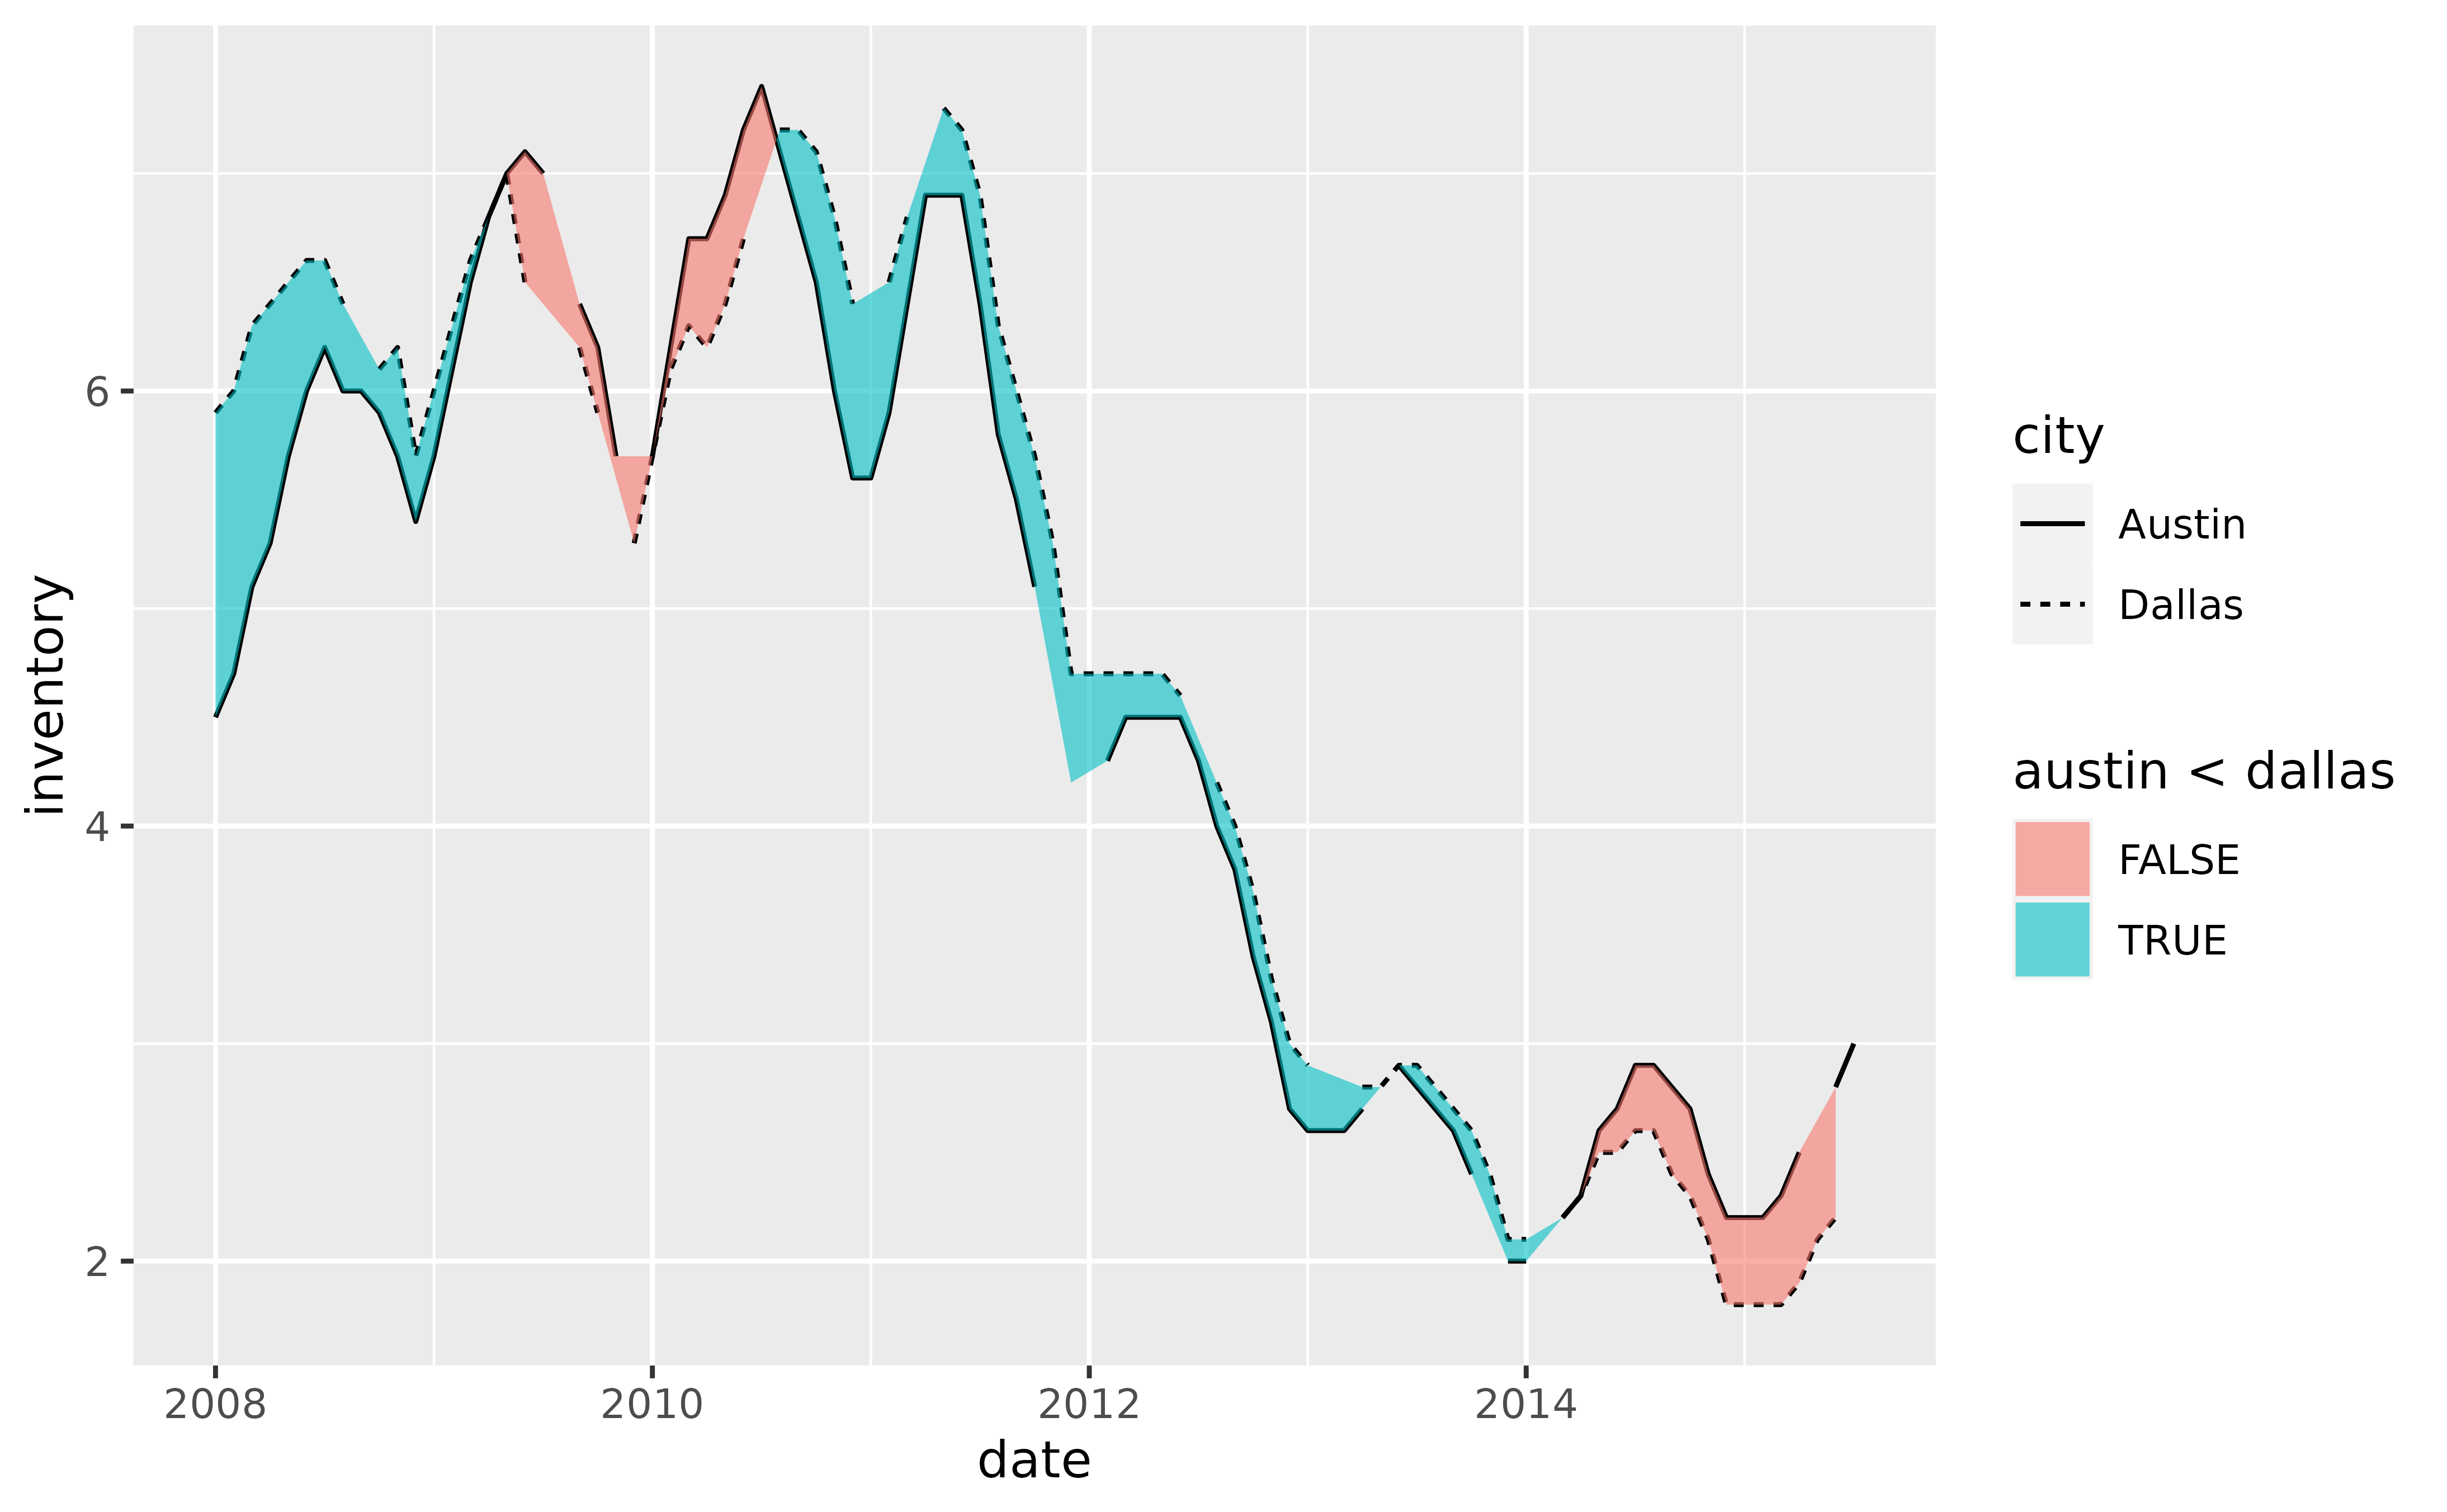 inventory
6
4
2
2008
2010
2012
2014
date
city
Austin
Dallas
austin < dallas
FALSE
TRUE